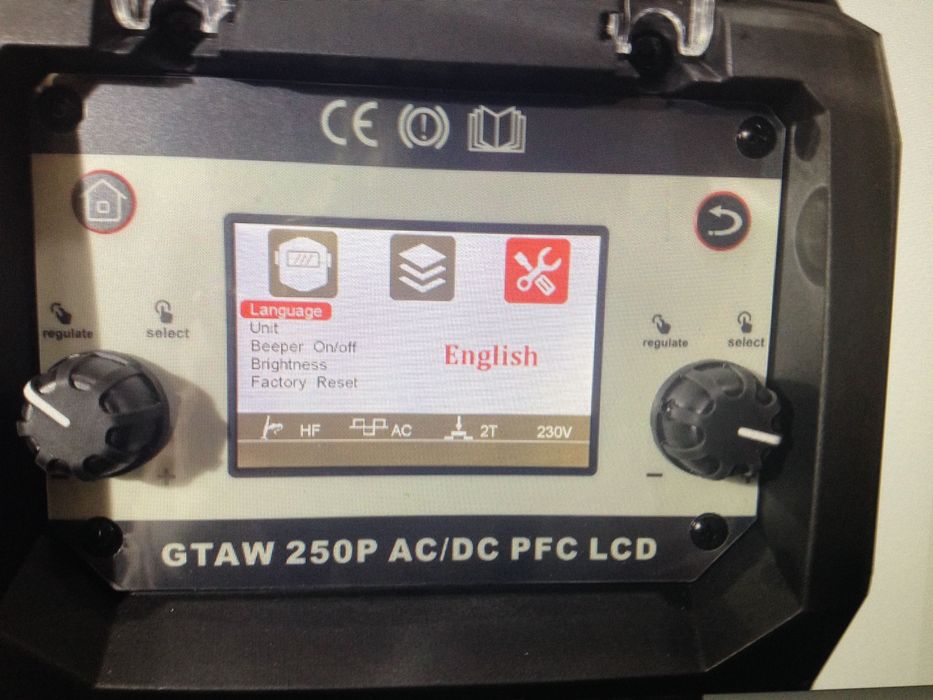 CE
regulate
select
regulate
select
Language
Unit
Beeper On/off
Brightness
Factory Reset
English
HF
AC
2T
230V
- +
- +
GTAW 250P AC/DC PFC LCD